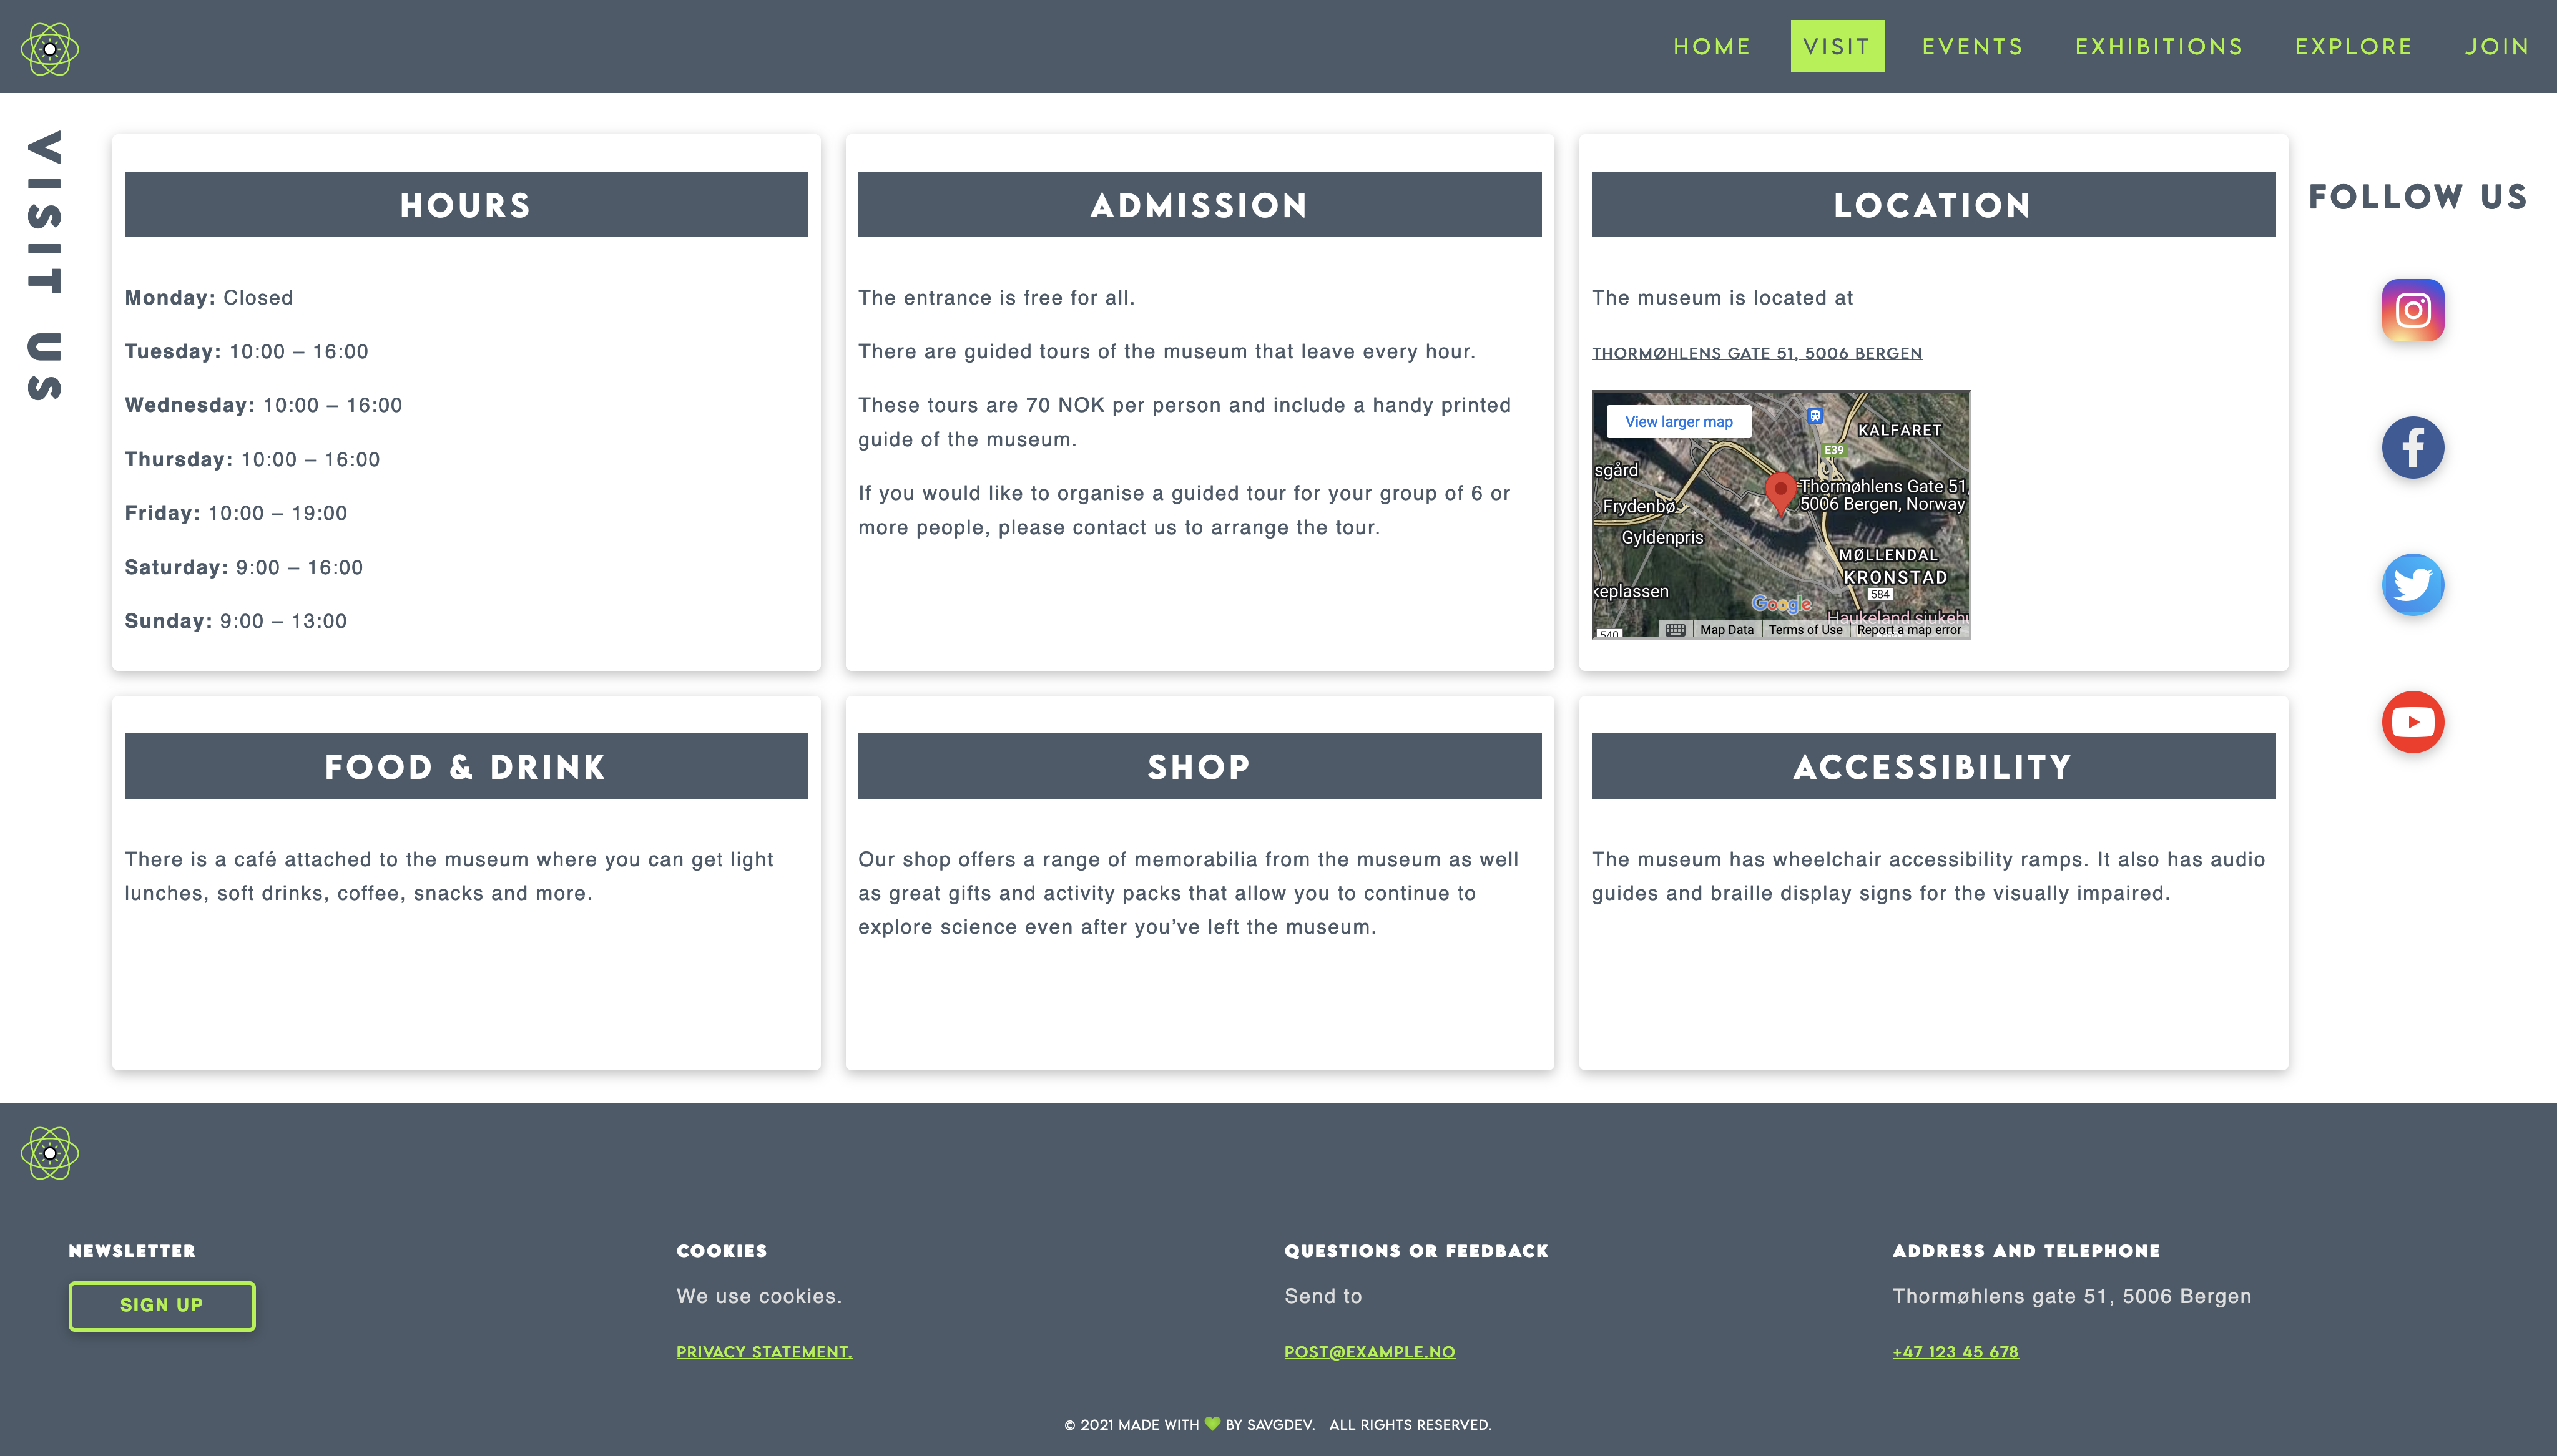 HOME VISIT EVENTS EXHIBITIONS EXPLORE JOIN
VISIT US
HOURS
Monday: Closed
Tuesday: 10:00 – 16:00
Wednesday: 10:00 – 16:00
Thursday: 10:00 – 16:00
Friday: 10:00 – 19:00
Saturday: 9:00 – 16:00
Sunday: 9:00 – 13:00
ADMISSION
The entrance is free for all.
There are guided tours of the museum that leave every hour.
These tours are 70 NOK per person and include a handy printed
guide of the museum.
If you would like to organise a guided tour for your group of 6 or
more people, please contact us to arrange the tour.
LOCATION
The museum is located at
THORMØHLENS GATE 51, 5006 BERGEN
View larger map
KALFARET
E39
sgård
Thormøhlens Gate 51,
5006 Bergen, Norway
Frydenbø
Gyldenpris
MØLLENDAL
KRONSTAD
584
keplassen
Google
Haukeland sjukehu
540
Map Data
Terms of Use
Report a map error
FOLLOW US
FOOD & DRINK
There is a café attached to the museum where you can get light
lunches, soft drinks, coffee, snacks and more.
SHOP
Our shop offers a range of memorabilia from the museum as well
as great gifts and activity packs that allow you to continue to
explore science even after you’ve left the museum.
ACCESSIBILITY
The museum has wheelchair accessibility ramps. It also has audio
guides and braille display signs for the visually impaired.
NEWSLETTER
SIGN UP
COOKIES
We use cookies.
PRIVACY STATEMENT.
QUESTIONS OR FEEDBACK
Send to
POST@EXAMPLE.NO
ADDRESS AND TELEPHONE
Thormøhlens gate 51, 5006 Bergen
+47 123 45 678
© 2021 MADE WITH 💚 BY SAVGDEV. ALL RIGHTS RESERVED.